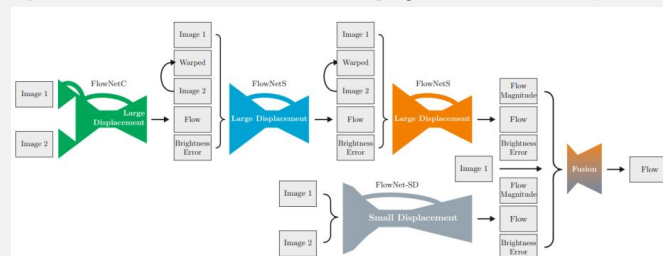 Image 1
Image 2
FlowNetC
Large
Displacement
Image 1
Warped
Image 2
Flow
Brightness
Error
FlowNetS
Large Displacement
Image 1
Warped
Image 2
Flow
Brightness
Error
FlowNetS
Large Displacement
Flow
Magnitude
Flow
Brightness
Error
Image 1
Image 1
Image 2
FlowNet-SD
Small Displacement
Flow
Magnitude
Flow
Brightness
Error
Fusion
Flow